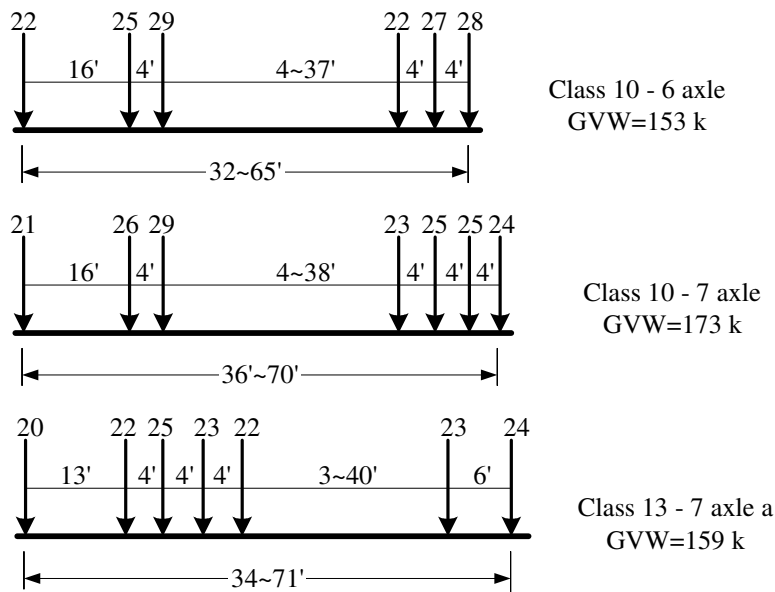 22 25 29 22 27 28
16' 4' 4~37' 4' 4'
Class 10 - 6 axle
GVW=153 k
32~65'
21 26 29 23 25 25 24
16' 4' 4~38' 4' 4' 4'
Class 10 - 7 axle
GVW=173 k
36'~70'
20 22 25 23 22 23 24
13' 4' 4' 4' 3~40' 6'
Class 13 - 7 axle a
GVW=159 k
34~71'